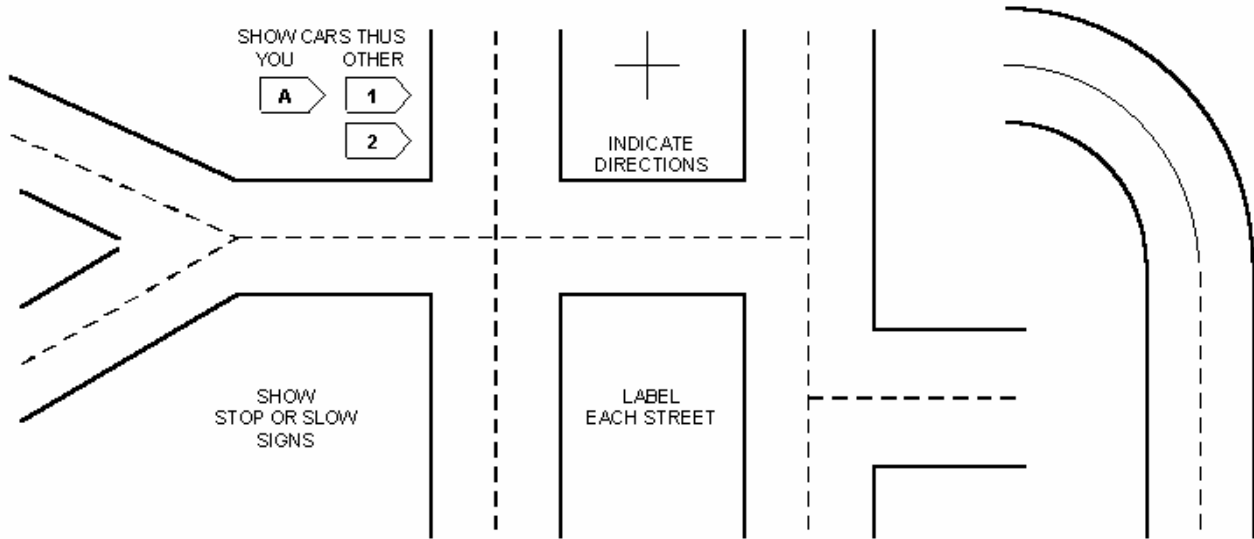 SHOW CARS THUS
YOU OTHER
A 1
2
INDICATE
DIRECTIONS
SHOW
STOP OR SLOW
SIGNS
LABEL
EACH STREET